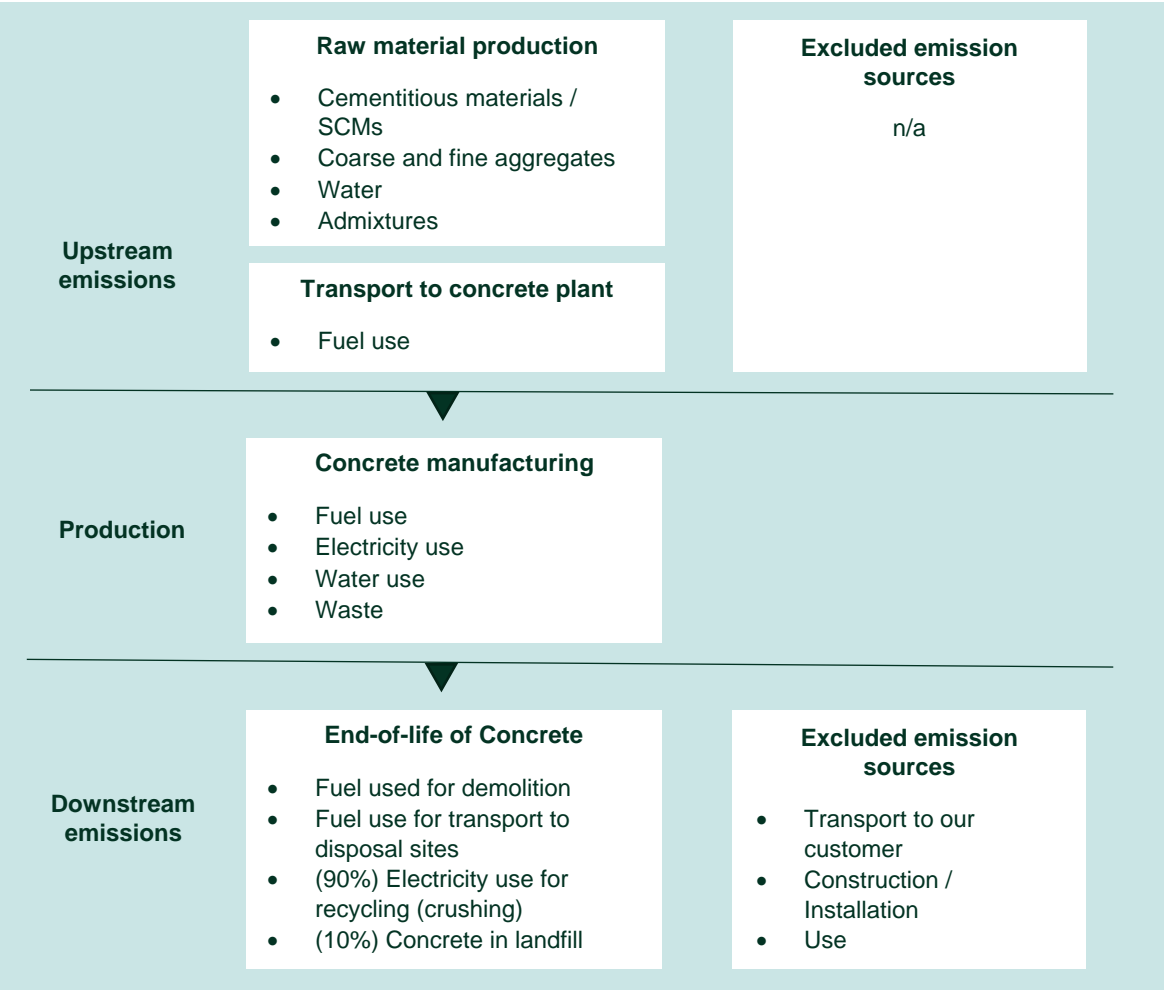 Upstream
emissions
Raw material production
• Cementitious materials /
SCMs
• Coarse and fine aggregates
• Water
• Admixtures
Transport to concrete plant
• Fuel use
Excluded emission
sources
n/a
Production
Concrete manufacturing
• Fuel use
• Electricity use
• Water use
• Waste
Downstream
emissions
End-of-life of Concrete
• Fuel used for demolition
• Fuel use for transport to
disposal sites
• (90%) Electricity use for
recycling (crushing)
• (10%) Concrete in landfill
Excluded emission
sources
• Transport to our
customer
• Construction /
Installation
• Use